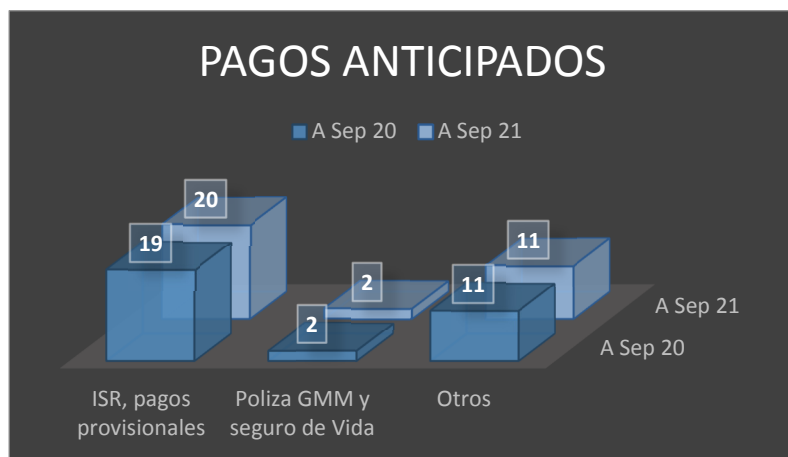 PAGOS ANTICIPADOS
A Sep 20 A Sep 21
20
19
11
2
11
2
A Sep 21
A Sep 20
ISR, pagos provisionales
Poliza GMM y seguro de Vida
Otros